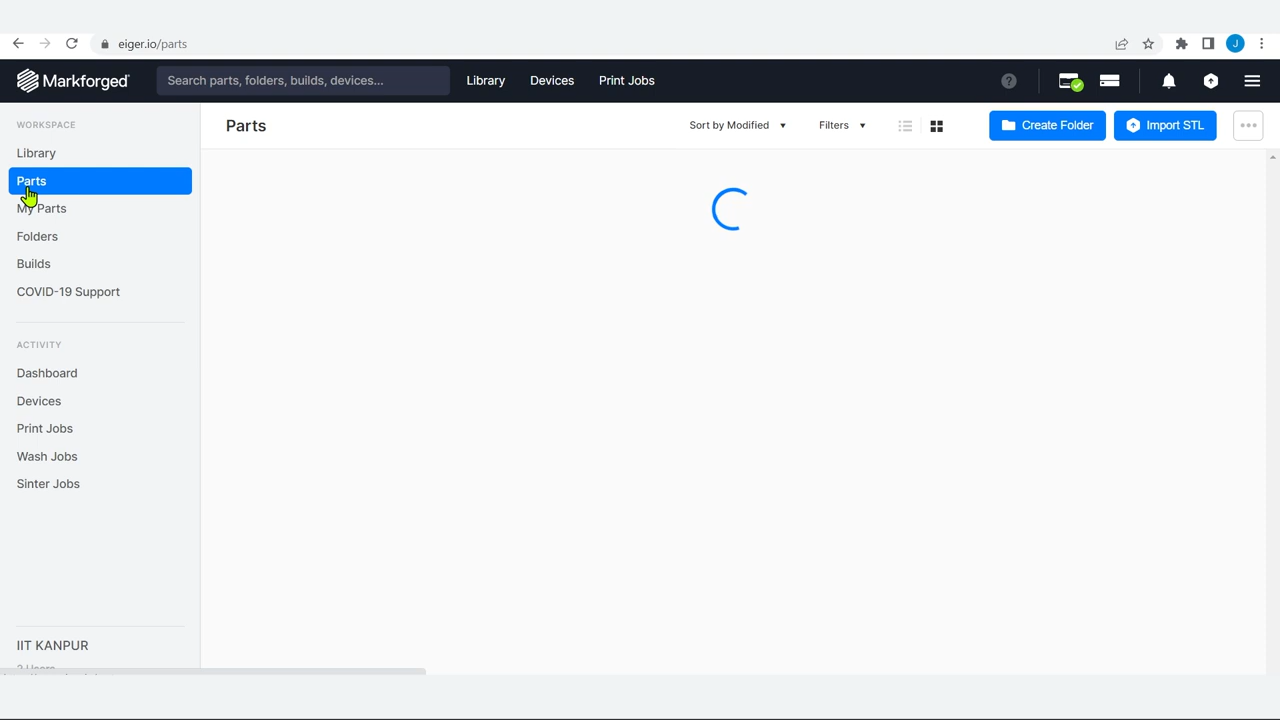 eiger.io/parts
Markforged
Search parts, folders, builds, devices...
Library
Devices
Print Jobs
?
J
WORKSPACE
Library
Parts
My Parts
Folders
Builds
COVID-19 Support
ACTIVITY
Dashboard
Devices
Print Jobs
Wash Jobs
Sinter Jobs
IIT KANPUR
Parts
Sort by Modified
Filters
Create Folder
Import STL